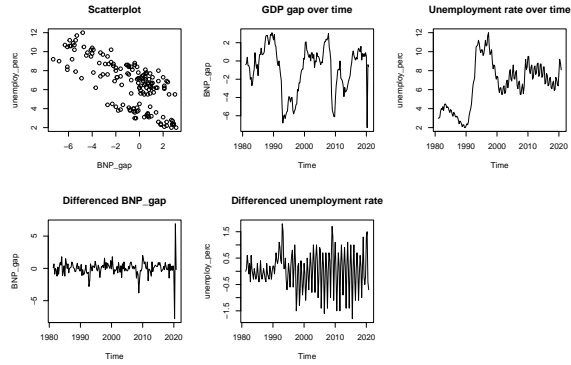 Scatterplot
unemploy_perc
2 4 6 8 10 12
−6 −4 −2 0 2
BNP_gap
GDP gap over time
BNP_gap
−6 −4 −2 0 2
1980 1990 2000 2010 2020
Time
Unemployment rate over time
unemploy_perc
2 4 6 8 10 12
1980 1990 2000 2010 2020
Time
Differenced BNP_gap
BNP_gap
−5 0 5
1980 1990 2000 2010 2020
Time
Differenced unemployment rate
unemploy_perc
−1.5 −0.5 0.5 1.5
1980 1990 2000 2010 2020
Time